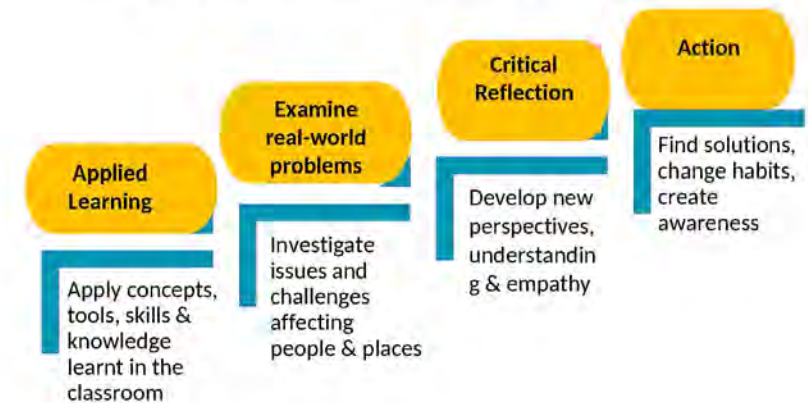 Applied
Learning
Apply concepts,
tools, skills &
knowledge
learnt in the
classroom
Examine
real-world
problems
Investigate
issues and
challenges
affecting
people & places
Critical
Reflection
Develop new
perspectives,
understandin
g & empathy
Action
Find solutions,
change habits,
create
awareness